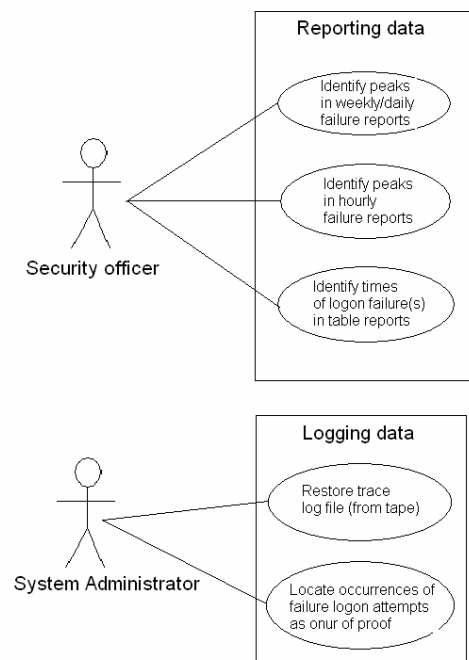 Reporting data
Identify peaks
in weekly/daily
failure reports
Identify peaks
in hourly
failure reports
Security officer
Identify times
of logon failure(s)
in table reports
Logging data
Restore trace
log file (from tape)
System Administrator
Locate occurrences of
failure logon attempts
as onur of proof